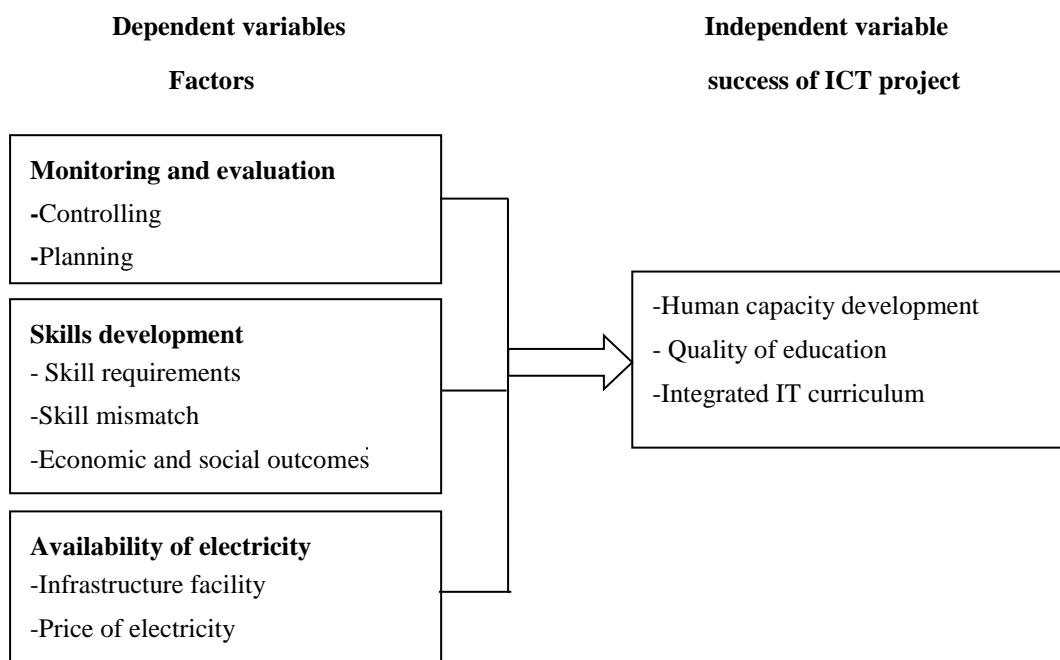 Dependent variables
Factors
Independent variable
success of ICT project
Monitoring and evaluation
-Controlling
-Planning
Skills development
- Skill requirements
-Skill mismatch
-Economic and social outcomes
Availability of electricity
-Infrastructure facility
-Price of electricity
-Human capacity development
- Quality of education
-Integrated IT curriculum